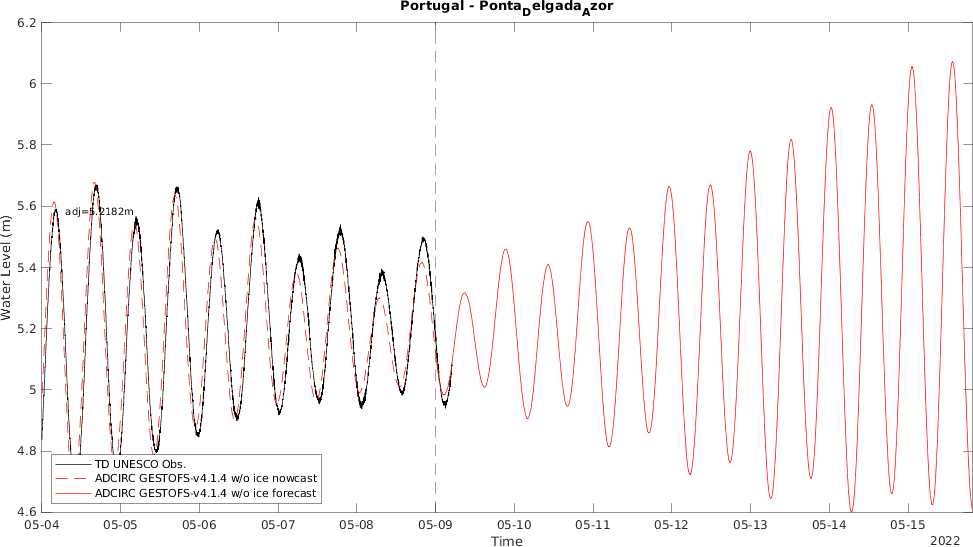 Portugal - PontaDelgadaAzor
6.2
6
5.8
5.6
5.4
5.2
5
4.8
4.6
Water Level (m)
adj=5.2182m
TD UNESCO Obs.
ADCIRC GESTOFS-v4.1.4 w/o ice nowcast
ADCIRC GESTOFS-v4.1.4 w/o ice forecast
05-04 05-05 05-06 05-07 05-08 05-09 05-10 05-11 05-12 05-13 05-14 05-15
Time
2022